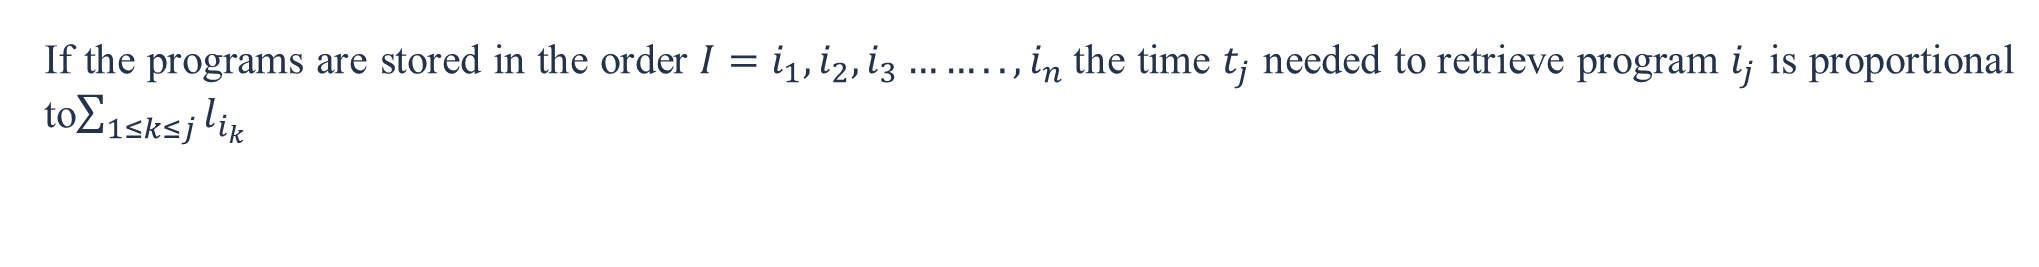 If the programs are stored in the order I = i₁, i₂, i₃ … … . . , iₙ the time tⱼ needed to retrieve program iⱼ is proportional
to∑₁≤ₖ≤ⱼ lᵢₖ